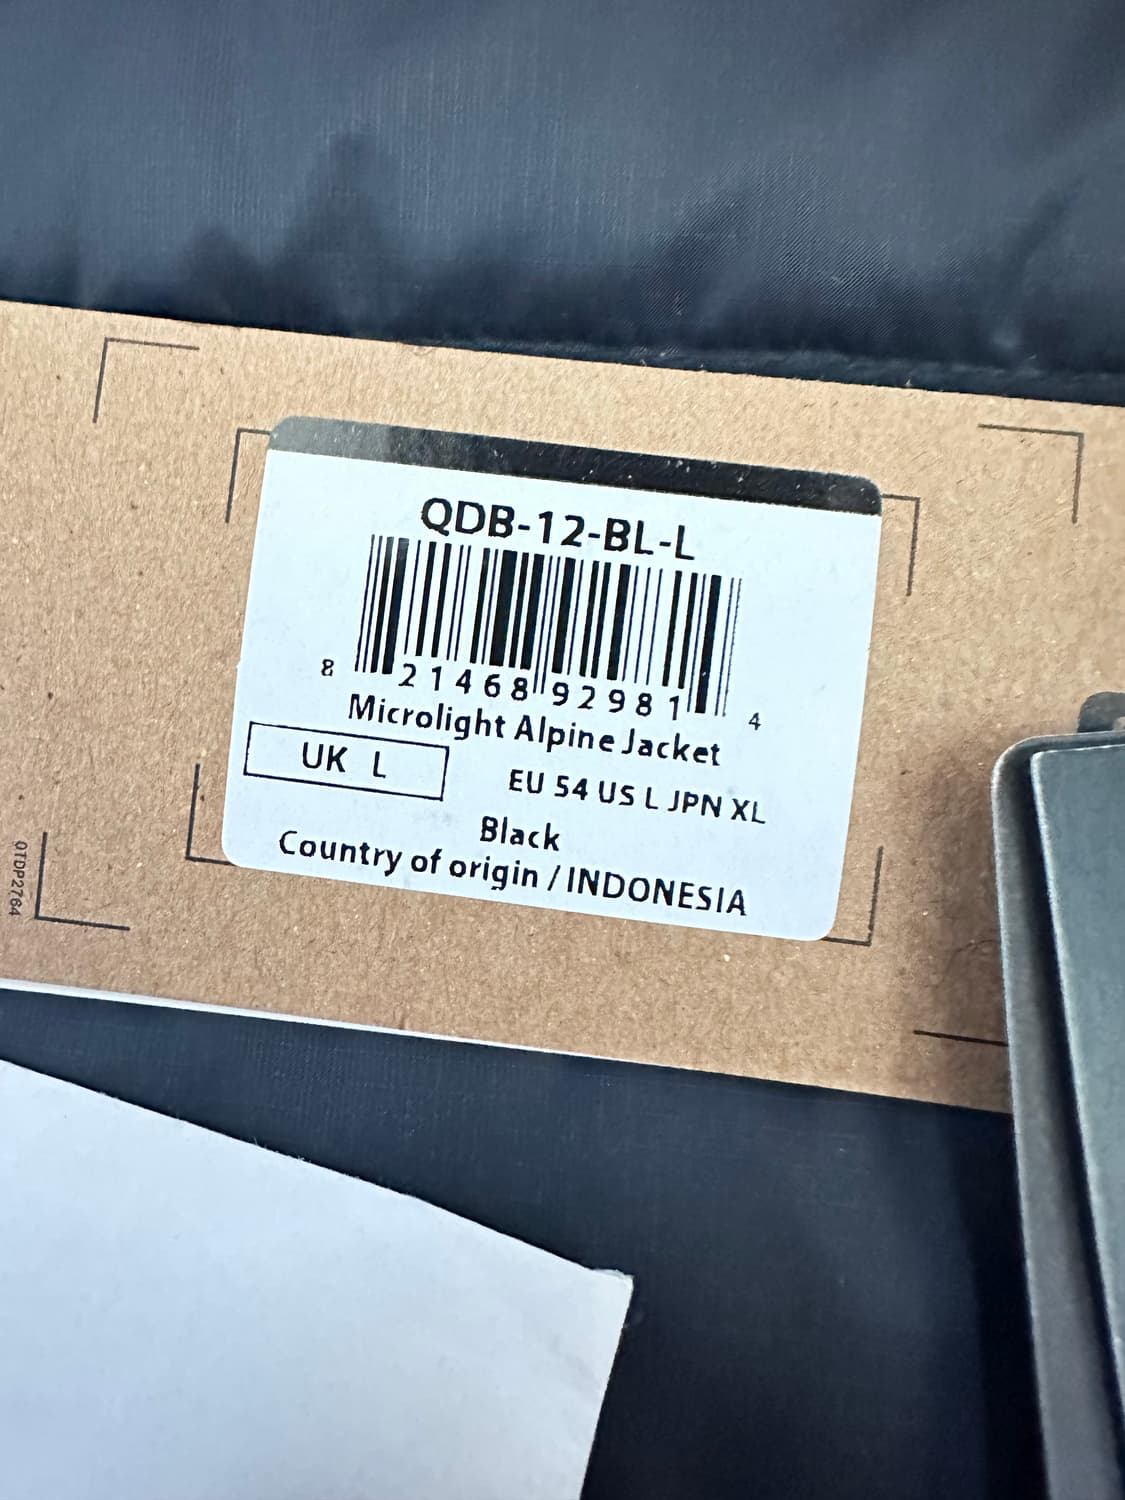 QDB-12-BL-L
8 21468 92981 4
Microlight Alpine Jacket
UK L
EU 54 US L JPN XL
Black
Country of origin / INDONESIA
QTDP2764